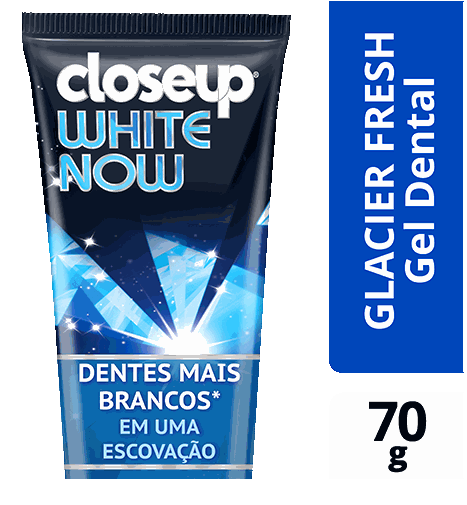 closeup®
WHITE
NOW
DENTES MAIS
BRANCOS*
EM UMA
ESCOVAÇÃO
GLACIER FRESH
Gel Dental
70
g